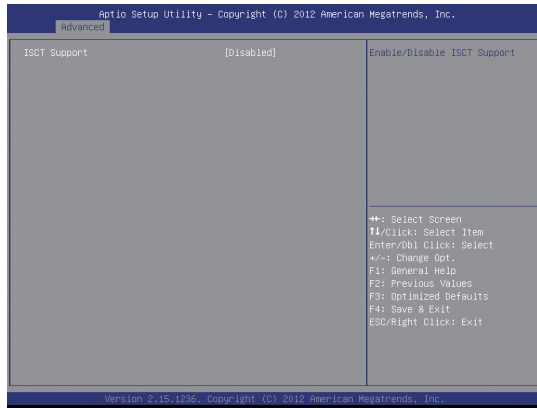 Aptio Setup Utility – Copyright (C) 2012 American Megatrends, Inc.
Advanced
ISCT Support [Disabled]
Enable/Disable ISCT Support
→←: Select Screen
↑↓/Click: Select Item
Enter/Dbl Click: Select
+/-: Change Opt.
F1: General Help
F2: Previous Values
F3: Optimized Defaults
F4: Save & Exit
ESC/Right Click: Exit
Version 2.15.1236. Copyright (C) 2012 American Megatrends, Inc.